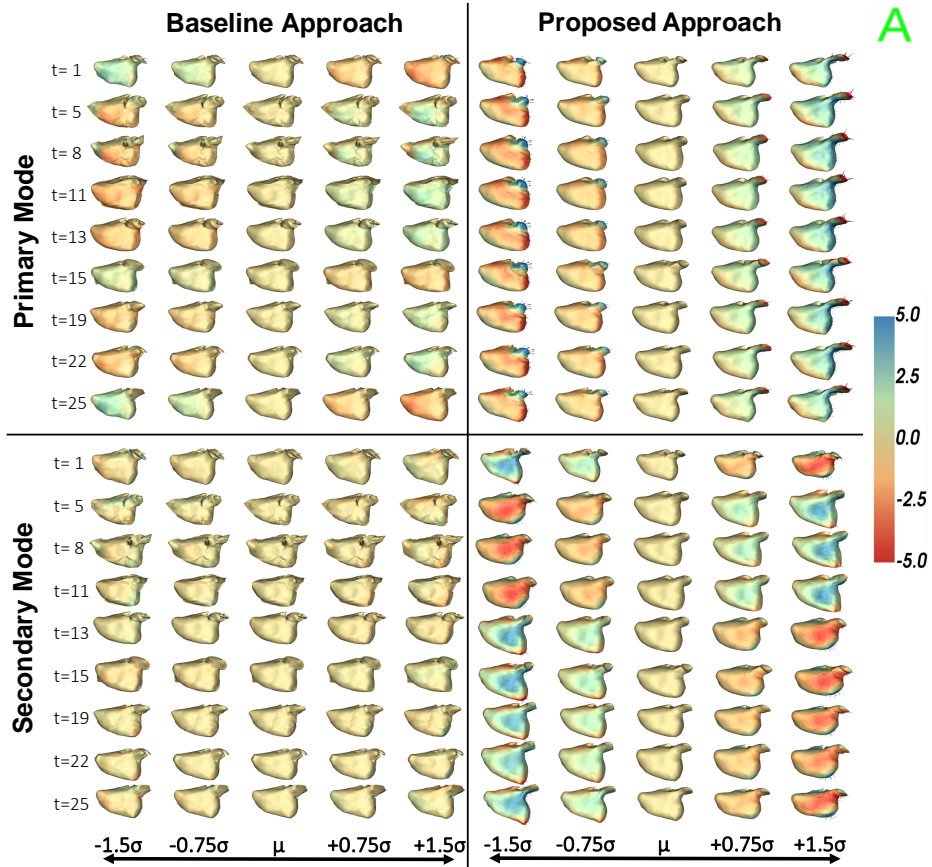 Baseline Approach
Proposed Approach
A
Primary Mode
t= 1
t= 5
t= 8
t=11
t=13
t=15
t=19
t=22
t=25
5.0
2.5
0.0
-2.5
-5.0
Secondary Mode
t= 1
t= 5
t= 8
t=11
t=13
t=15
t=19
t=22
t=25
-1.5σ -0.75σ μ +0.75σ +1.5σ
-1.5σ -0.75σ μ +0.75σ +1.5σ